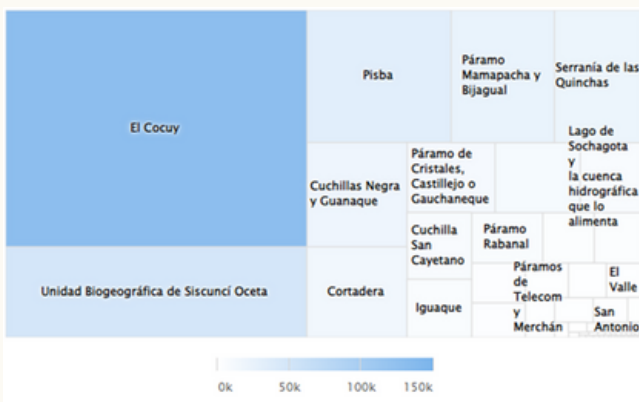 El Cocuy
Pisba
Páramo
Mamapacha y
Bijagual
Serranía de las
Quinchas
Cuchillas Negra
y Guanaque
Páramo de
Cristales,
Castillejo o
Gauchaneque
Lago de
Sochagota
y
la cuenca
hidrográfica
que lo
alimenta
Unidad Biogeográfica de Siscuncí Oceta
Cortadera
Cuchilla
San
Cayetano
Páramo
Rabanal
Iguaque
Páramos
de
Telecom
y
Merchán
El
Valle
San
Antonio
0k 50k 100k 150k